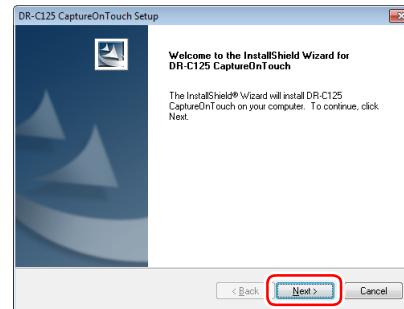 DR-C125 CaptureOnTouch Setup
Welcome to the InstallShield Wizard for
DR-C125 CaptureOnTouch
The InstallShield® Wizard will install DR-C125
CaptureOnTouch on your computer. To continue, click
Next.
< Back Next > Cancel